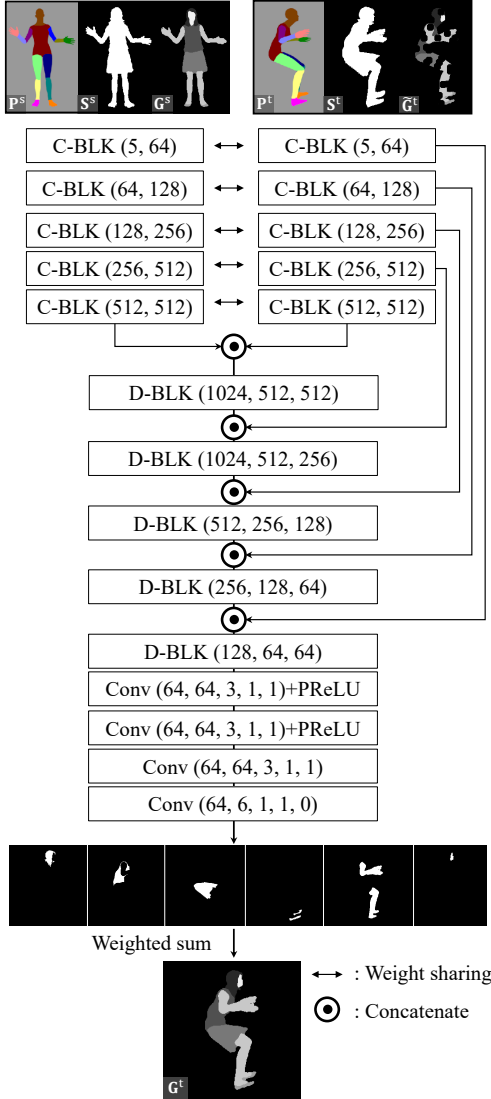 Pˢ Sˢ Gˢ Pᵗ Sᵗ G̃ᵗ
C-BLK (5, 64) C-BLK (5, 64)
C-BLK (64, 128) C-BLK (64, 128)
C-BLK (128, 256) C-BLK (128, 256)
C-BLK (256, 512) C-BLK (256, 512)
C-BLK (512, 512) C-BLK (512, 512)
D-BLK (1024, 512, 512)
D-BLK (1024, 512, 256)
D-BLK (512, 256, 128)
D-BLK (256, 128, 64)
D-BLK (128, 64, 64)
Conv (64, 64, 3, 1, 1)+PReLU
Conv (64, 64, 3, 1, 1)+PReLU
Conv (64, 64, 3, 1, 1)
Conv (64, 6, 1, 1, 0)
Weighted sum
: Weight sharing
: Concatenate
Gᵗ